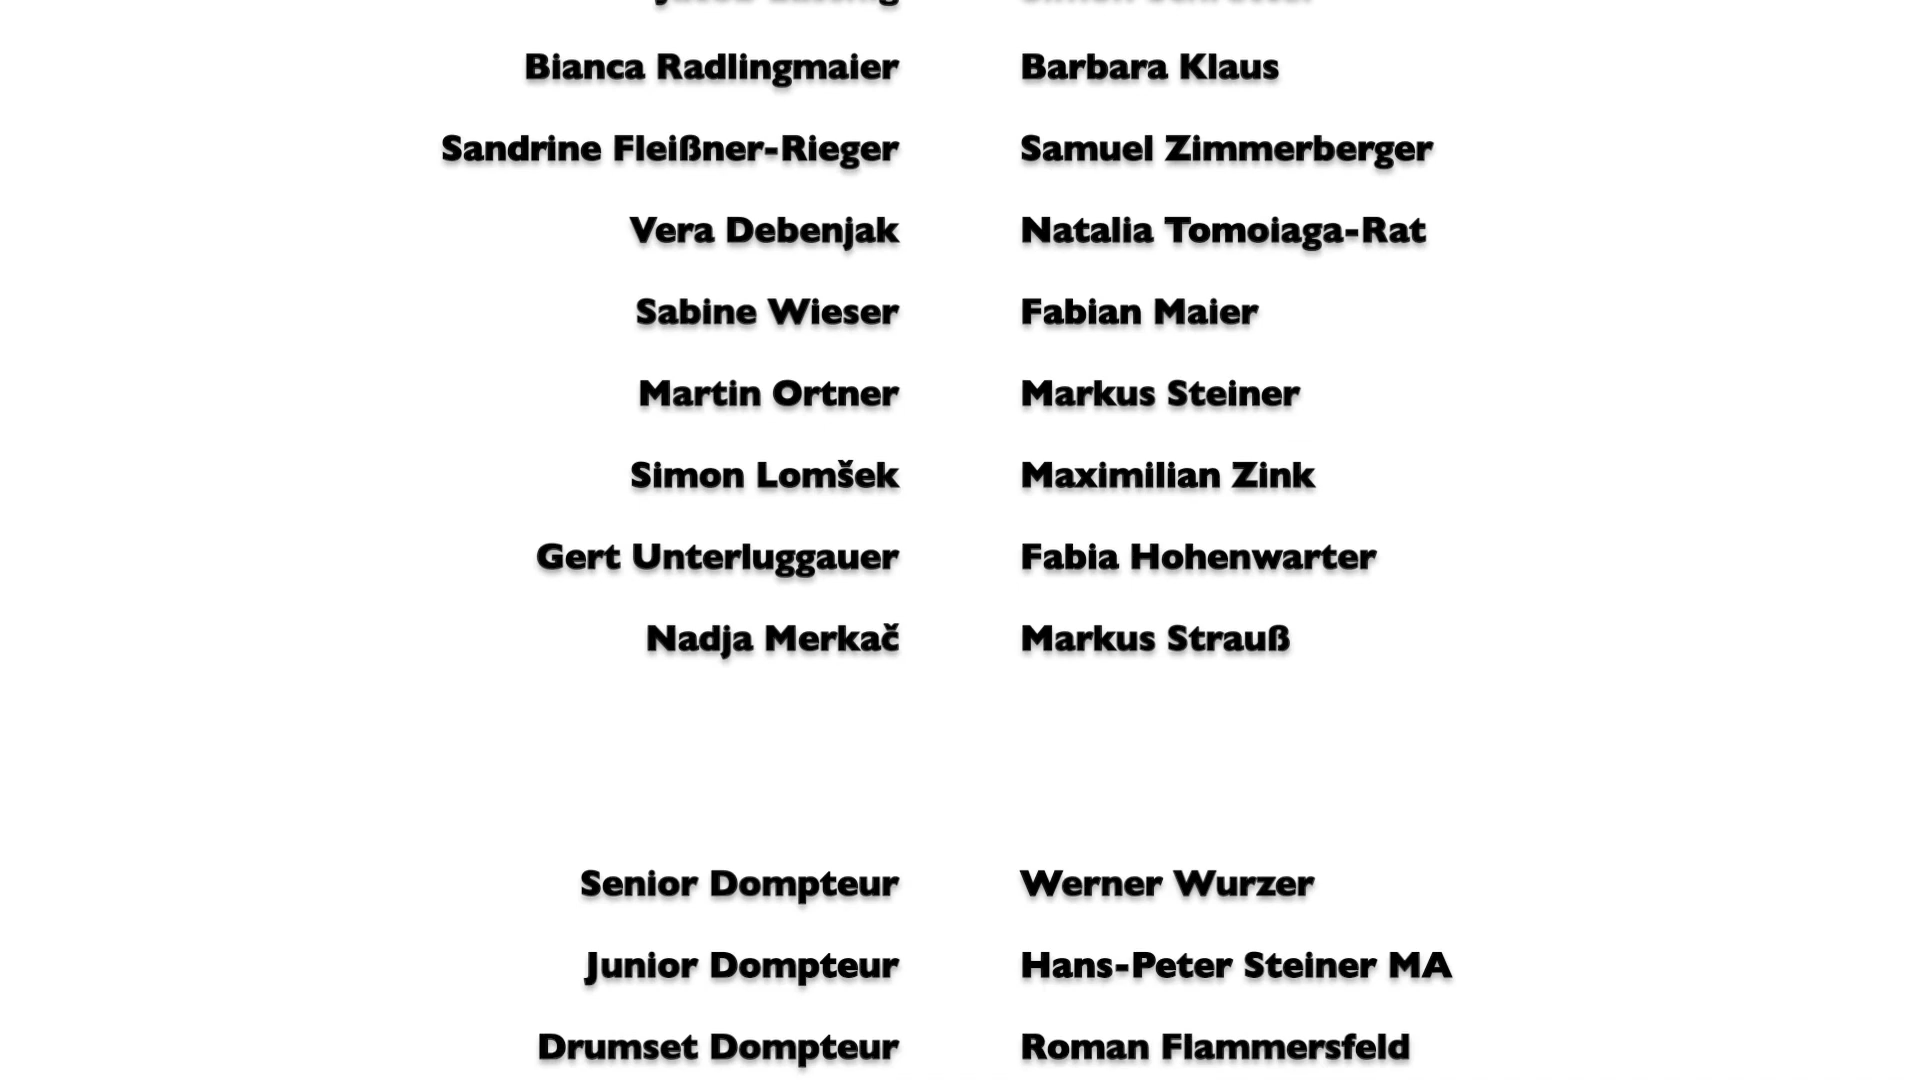 Bianca Radlingmaier Barbara Klaus
Sandrine Fleißner-Rieger Samuel Zimmerberger
Vera Debenjak Natalia Tomoiaga-Rat
Sabine Wieser Fabian Maier
Martin Ortner Markus Steiner
Simon Lomšek Maximilian Zink
Gert Unterluggauer Fabia Hohenwarter
Nadja Merkač Markus Strauß
Senior Dompteur Werner Wurzer
Junior Dompteur Hans-Peter Steiner MA
Drumset Dompteur Roman Flammersfeld